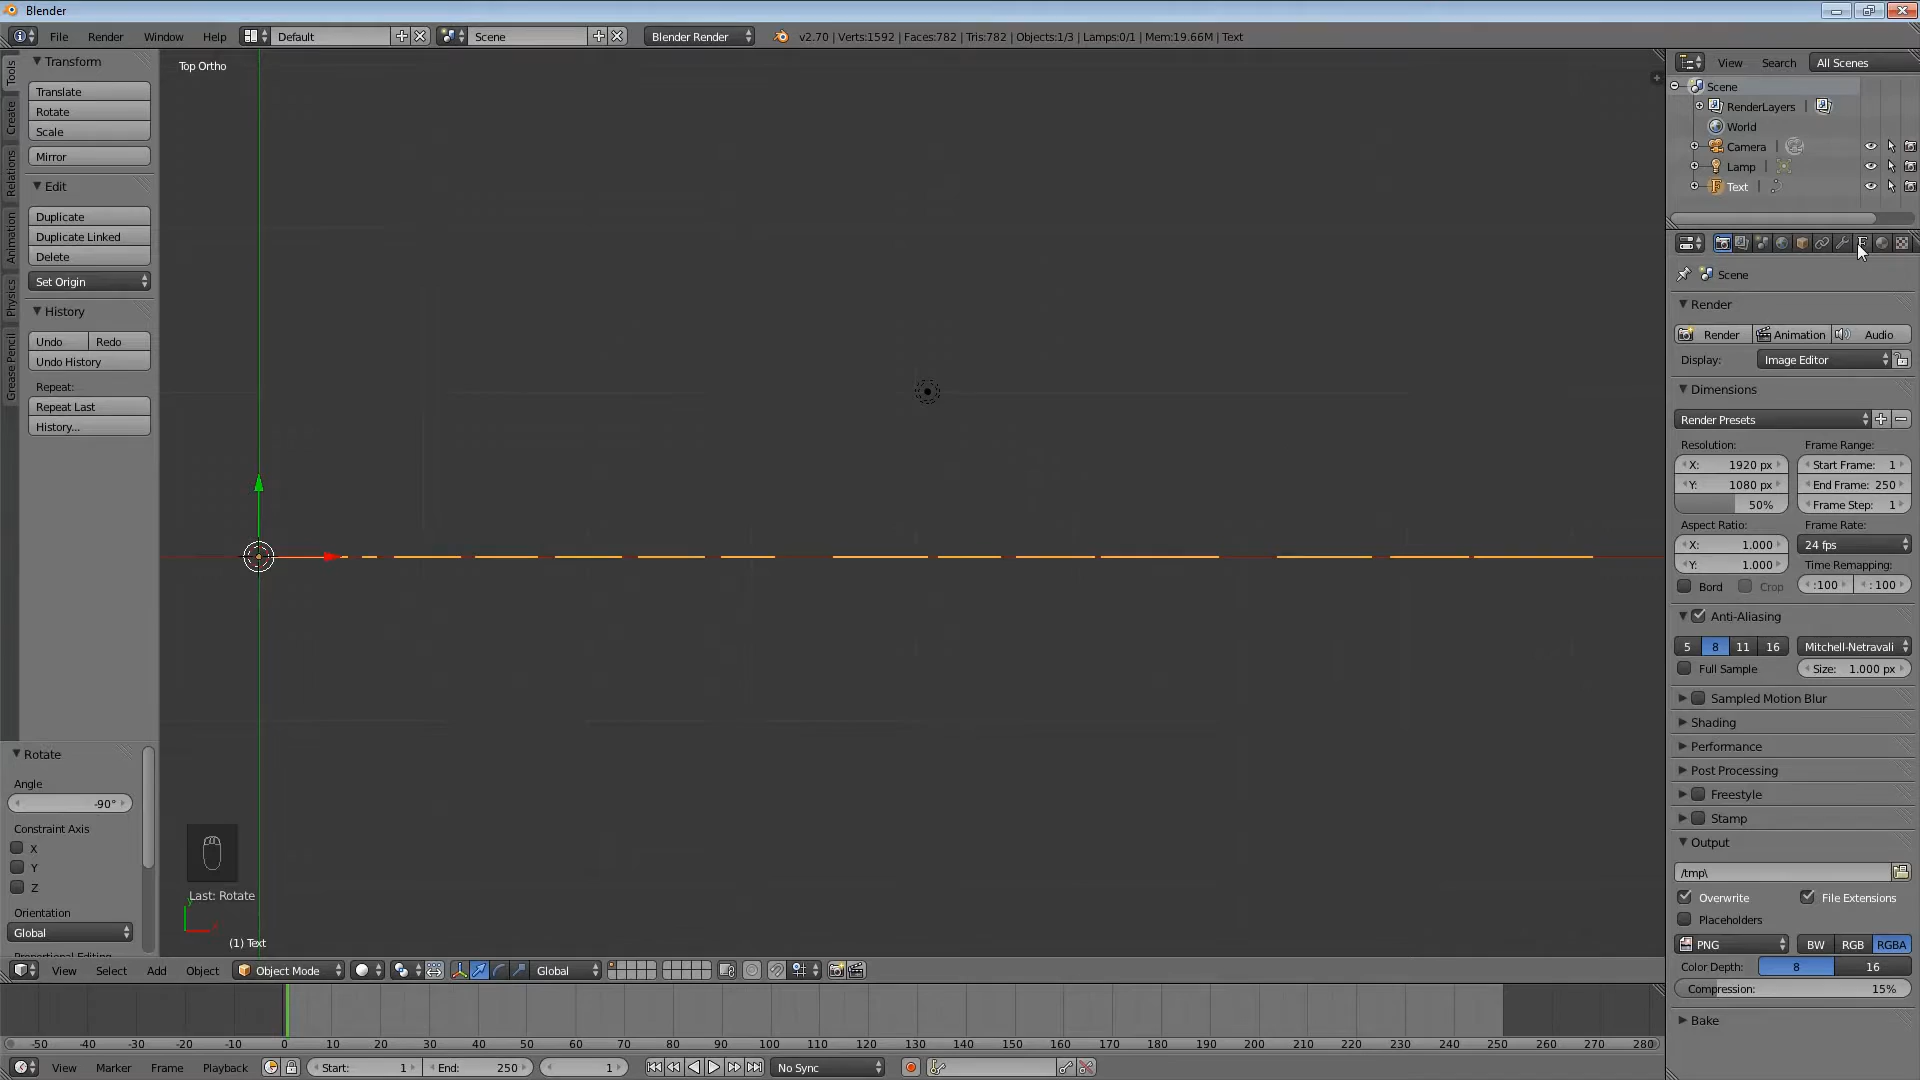 Blender
File Render Window Help Default Scene Blender Render v2.70 | Verts:1592 | Faces:782 | Tris:782 | Objects:1/3 | Lamps:0/1 | Mem:19.66M | Text
Tools
Create
Relations
Animation
Physics
Grease Pencil
Transform
Translate
Rotate
Scale
Mirror
Edit
Duplicate
Duplicate Linked
Delete
Set Origin
History
Undo Redo
Undo History
Repeat:
Repeat Last
History...
Rotate
Angle
-90°
Constraint Axis
X
Y
Z
Orientation
Global
Top Ortho
Last: Rotate
(1) Text
View Select Add Object Object Mode Global
-50 -40 -30 -20 -10 0 10 20 30 40 50 60 70 80 90 100 110 120 130 140 150 160 170 180 190 200 210 220 230 240 250 260 270 280
View Marker Frame Playback Start: 1 End: 250 1 No Sync
View Search All Scenes
Scene
RenderLayers |
World
Camera |
Lamp |
Text |
Scene
Render
Render Animation Audio
Display: Image Editor
Dimensions
Render Presets
Resolution: Frame Range:
X: 1920 px Start Frame: 1
Y: 1080 px End Frame: 250
50% Frame Step: 1
Aspect Ratio: Frame Rate:
X: 1.000 24 fps
Y: 1.000 Time Remapping:
Bord Crop :100 : 100
Anti-Aliasing
5 8 11 16 Mitchell-Netravali
Full Sample Size: 1.000 px
Sampled Motion Blur
Shading
Performance
Post Processing
Freestyle
Stamp
Output
/tmp\
Overwrite File Extensions
Placeholders
PNG BW RGB RGBA
Color Depth: 8 16
Compression: 15%
Bake